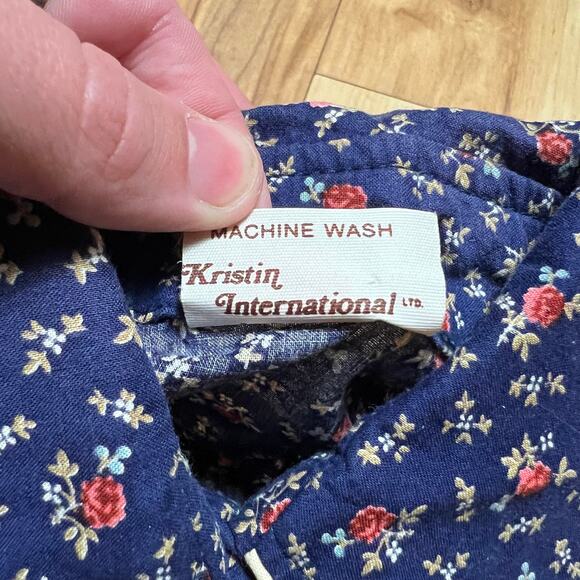 MACHINE WASH
Kristin
International LTD.